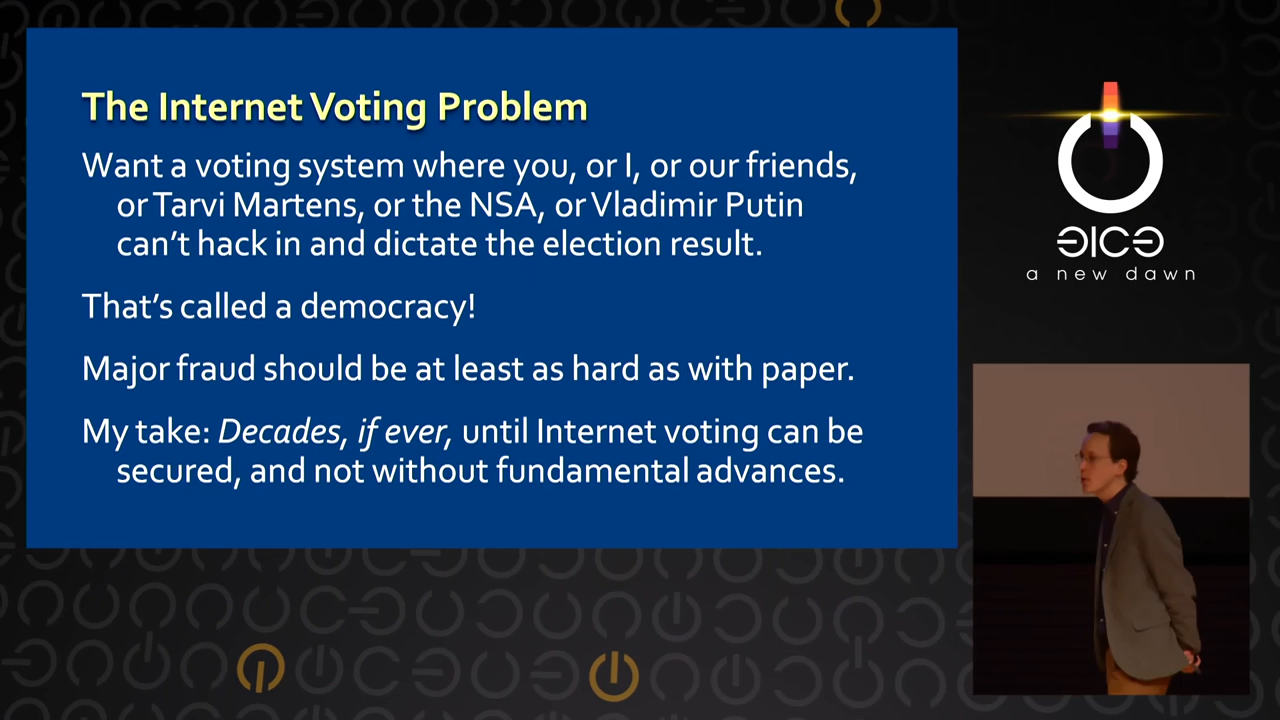 The Internet Voting Problem
Want a voting system where you, or I, or our friends,
or Tarvi Martens, or the NSA, or Vladimir Putin
can't hack in and dictate the election result.
That's called a democracy!
Major fraud should be at least as hard as with paper.
My take: Decades, if ever, until Internet voting can be
secured, and not without fundamental advances.
a new dawn